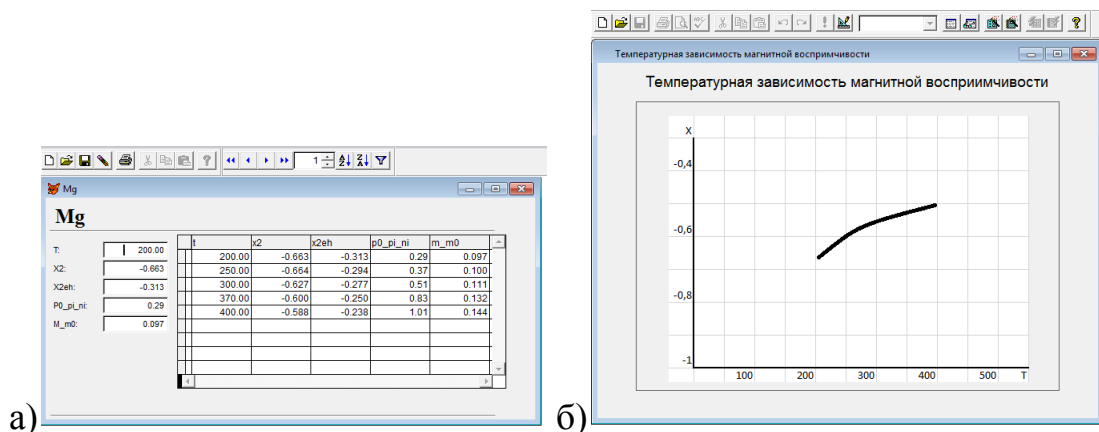 1
Mg
Mg
T: 200.00
X2: -0.663
X2eh: -0.313
P0_pi_ni: 0.29
M_m0: 0.097
t x2 x2eh p0_pi_ni m_m0
200.00 -0.663 -0.313 0.29 0.097
250.00 -0.664 -0.294 0.37 0.100
300.00 -0.627 -0.277 0.51 0.111
370.00 -0.600 -0.250 0.83 0.132
400.00 -0.588 -0.238 1.01 0.144
а)
Температурная зависимость магнитной воспримчивости
Температурная зависимость магнитной восприимчивости
X
-0,4
-0,6
-0,8
-1
100 200 300 400 500 T
б)